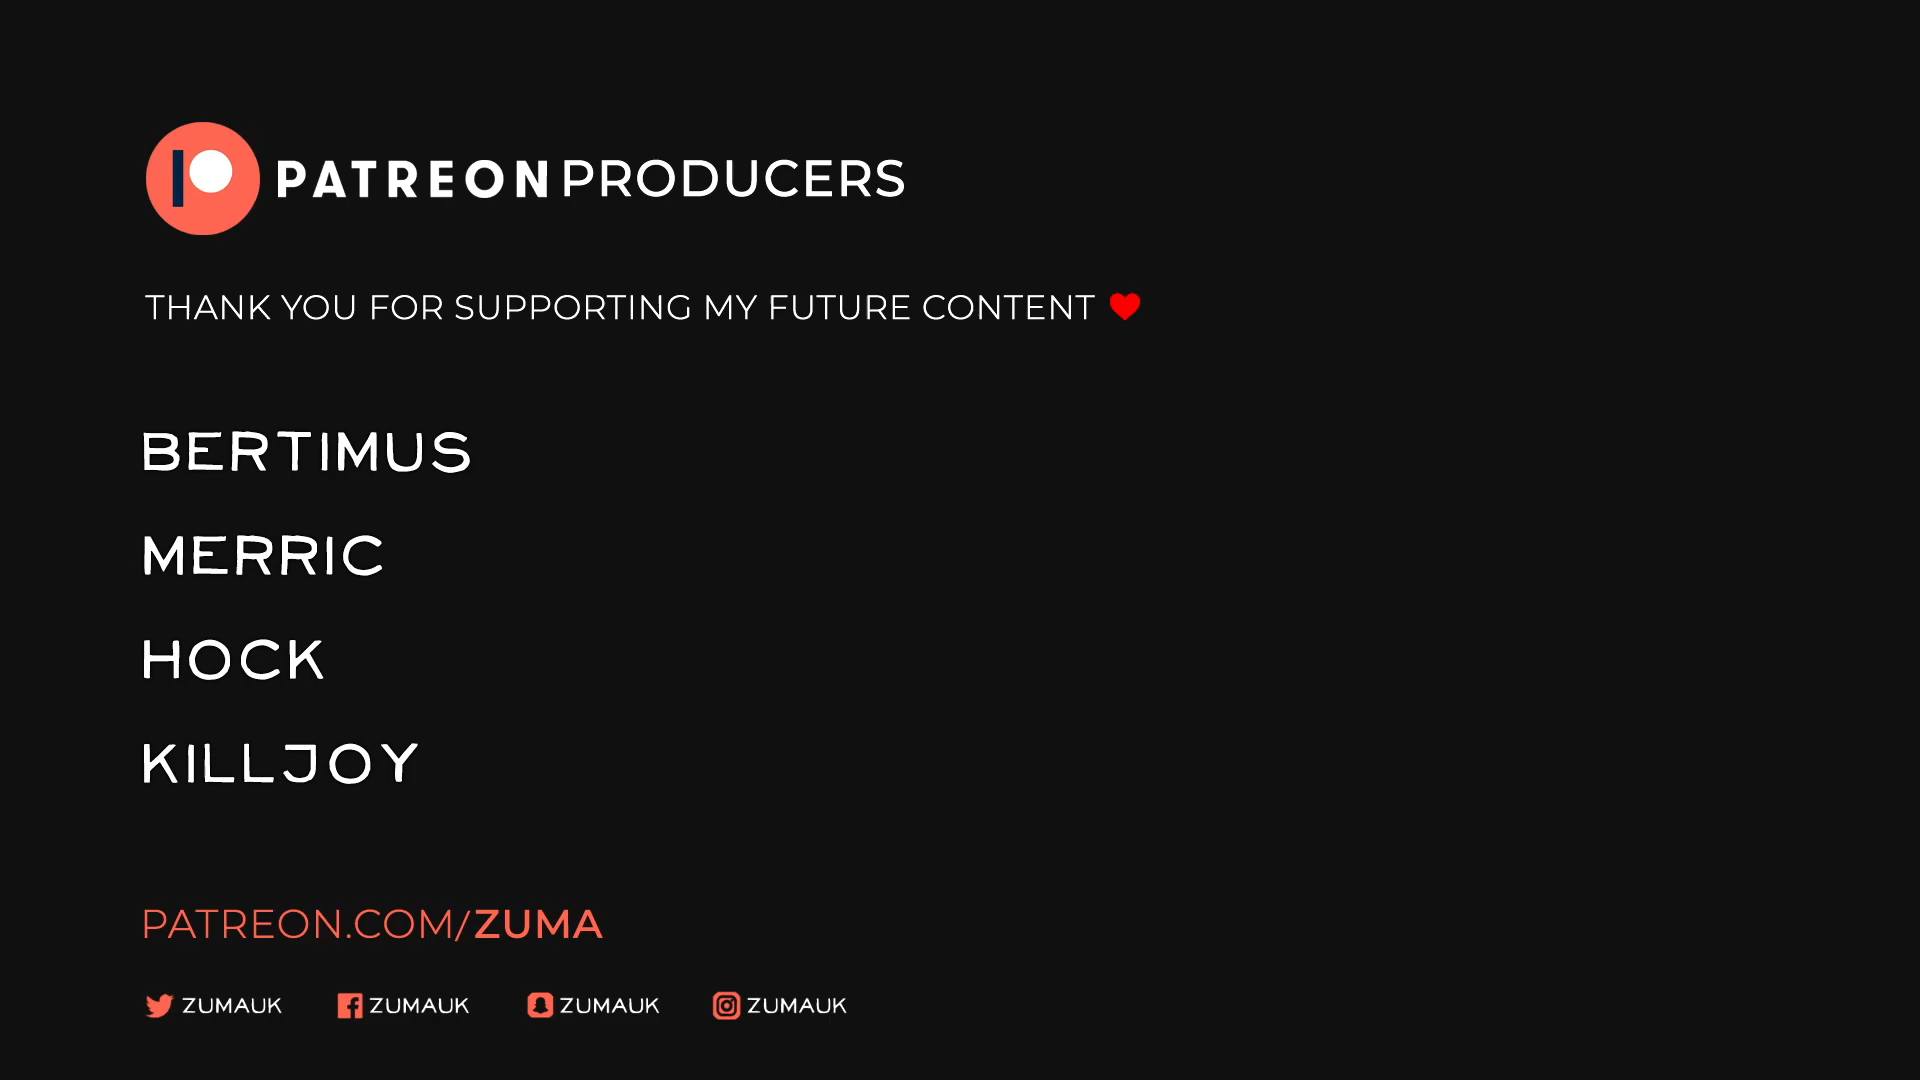 PATREON PRODUCERS
THANK YOU FOR SUPPORTING MY FUTURE CONTENT
BERTIMUS
MERRIC
HOCK
KILLJOY
PATREON.COM/ZUMA
ZUMAUK ZUMAUK ZUMAUK ZUMAUK